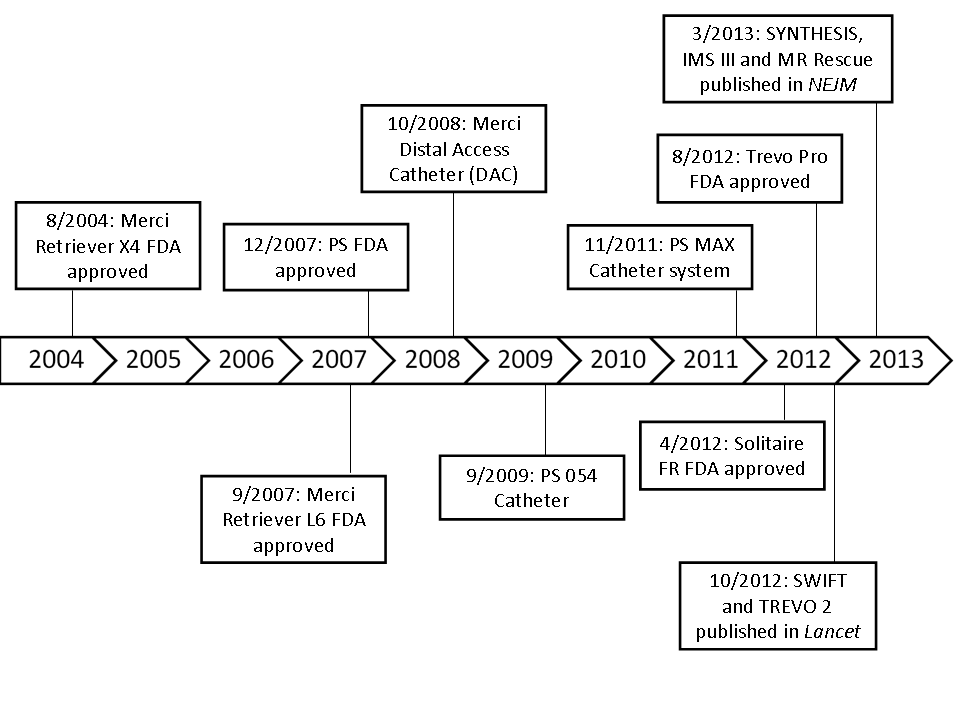 3/2013: SYNTHESIS,
IMS III and MR Rescue
published in NEJM
10/2008: Merci
Distal Access
Catheter (DAC)
8/2012: Trevo Pro
FDA approved
8/2004: Merci
Retriever X4 FDA
approved
12/2007: PS FDA
approved
11/2011: PS MAX
Catheter system
2004 2005 2006 2007 2008 2009 2010 2011 2012 2013
4/2012: Solitaire
FR FDA approved
9/2009: PS 054
Catheter
9/2007: Merci
Retriever L6 FDA
approved
10/2012: SWIFT
and TREVO 2
published in Lancet